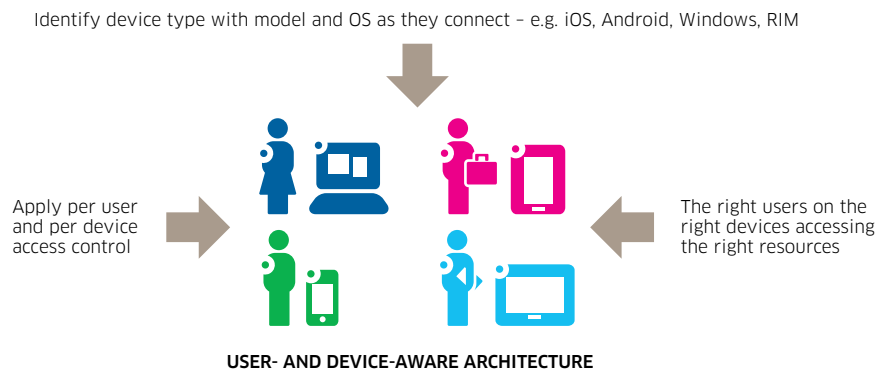 Identify device type with model and OS as they connect – e.g. iOS, Android, Windows, RIM
Apply per user
and per device
access control
The right users on the
right devices accessing
the right resources
USER- AND DEVICE-AWARE ARCHITECTURE